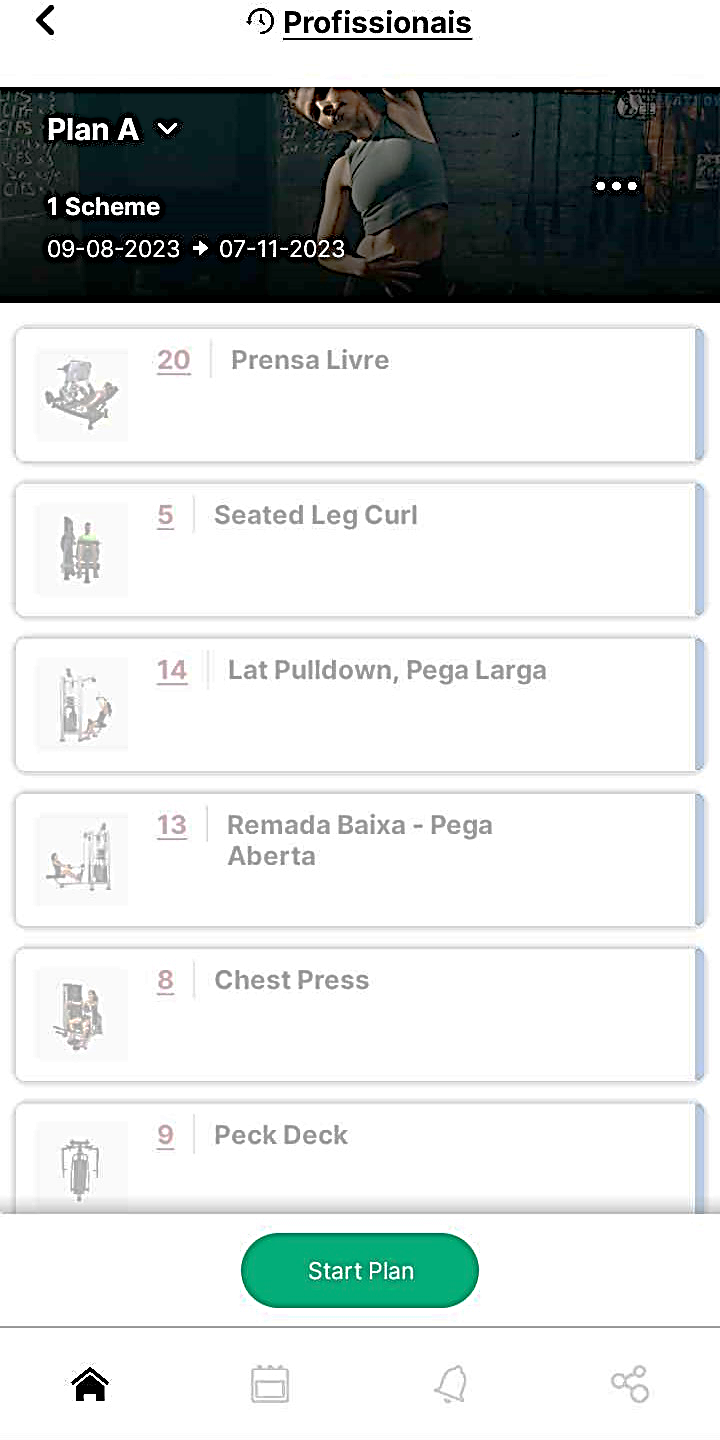 Profissionais
Plan A
1 Scheme
09-08-2023 → 07-11-2023
20 Prensa Livre
5 Seated Leg Curl
14 Lat Pulldown, Pega Larga
13 Remada Baixa - Pega
Aberta
8 Chest Press
9 Peck Deck
Start Plan